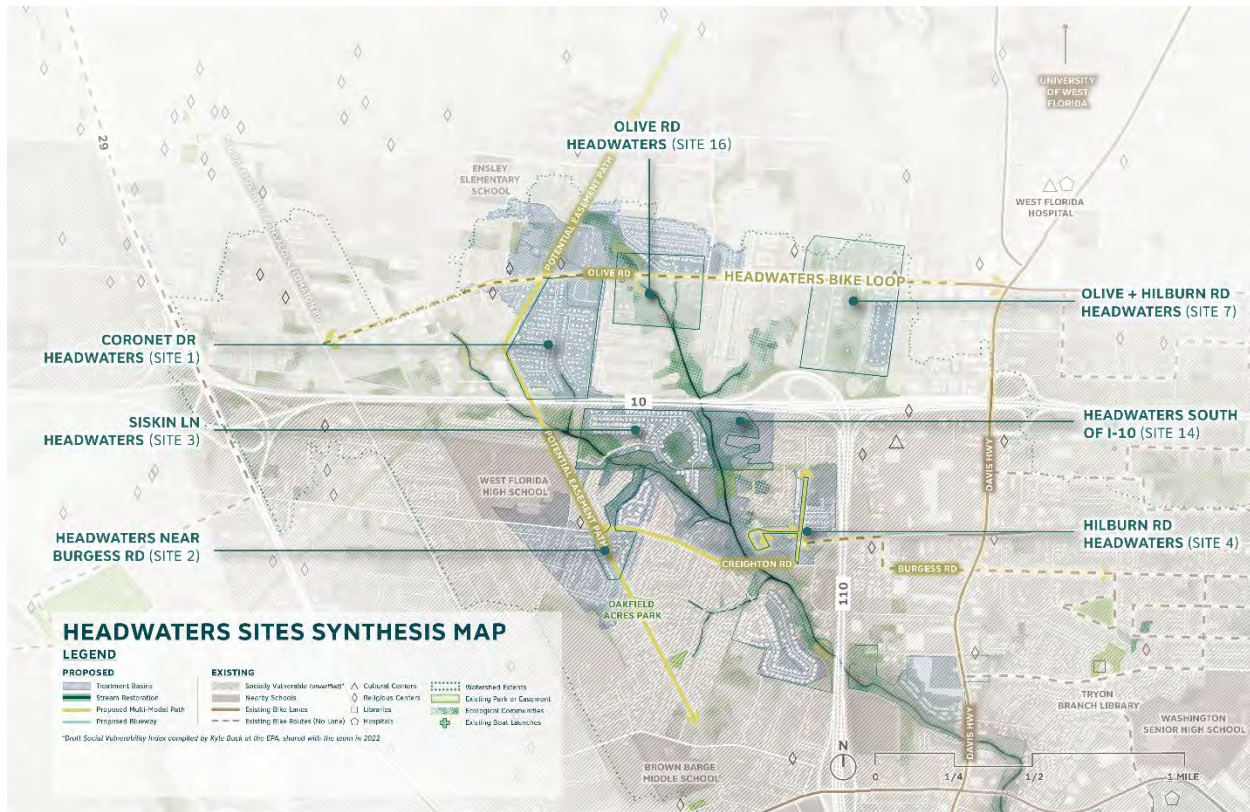 29
UNIVERSITY
OF WEST
FLORIDA
OLIVE RD
HEADWATERS (SITE 16)
ENSLEY
ELEMENTARY
SCHOOL
POTENTIAL EASEMENT PATH
WEST FLORIDA
HOSPITAL
OLIVE RD
HEADWATERS BIKE LOOP
OLIVE + HILBURN RD
HEADWATERS (SITE 7)
CORONET DR
HEADWATERS (SITE 1)
10
SISKIN LN
HEADWATERS (SITE 3)
HEADWATERS SOUTH
OF I-10 (SITE 14)
DAVIS HWY
POTENTIAL EASEMENT PATH
WEST FLORIDA
HIGH SCHOOL
HEADWATERS NEAR
BURGESS RD (SITE 2)
HILBURN RD
HEADWATERS (SITE 4)
CREIGHTON RD
BURGESS RD
110
OAKFIELD
ACRES PARK
HEADWATERS SITES SYNTHESIS MAP
LEGEND
PROPOSED
Treatment Basins
Stream Restoration
Proposed Multi-Modal Path
Proposed Blueway
EXISTING
Socially Vulnerable
Nearby Schools
Existing Bike Lanes
Existing Bike Routes (No Lane)
Cultural Centers
Religious Centers
Libraries
Hospitals
Watershed Extents
Existing Park or Easement
Ecological Communities
Existing Boat Launches
*Draft Social Vulnerability Index compiled by Kyle Buck at the EPA, shared with the team in 2022
TRYON
BRANCH LIBRARY
WASHINGTON
SENIOR HIGH SCHOOL
DAVIS HWY
BROWN BARGE
MIDDLE SCHOOL
N
0 1/4 1/2 1 MILE